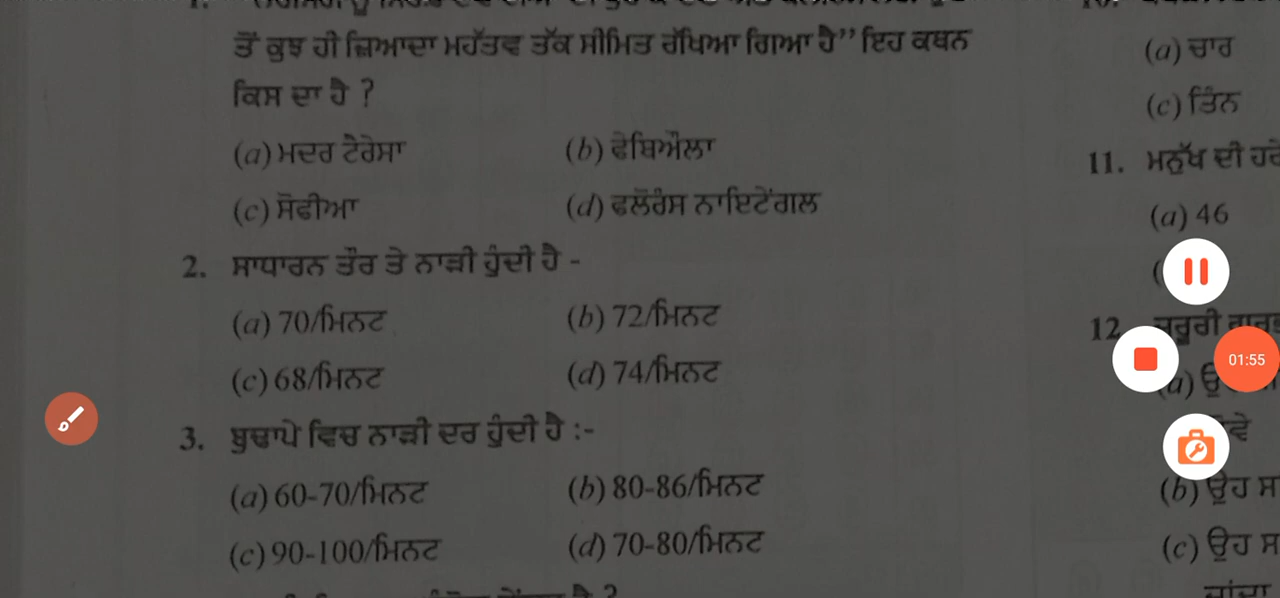 ਤੋਂ ਕੁਝ ਹੀ ਜ਼ਿਆਦਾ ਮਹੱਤਵ ਤੱਕ ਸੀਮਿਤ ਰੱਖਿਆ ਗਿਆ ਹੈ” ਇਹ ਕਥਨ
ਕਿਸ ਦਾ ਹੈ ?
(a) ਮਦਰ ਟੈਰੇਸਾ (b) ਫੇਬਿਔਲਾ
(c) ਸੋਫੀਆ (d) ਫਲੋਰੰਸ ਨਾਇਟੇਂਗਲ
2. ਸਾਧਾਰਨ ਤੌਰ ਤੇ ਨਾੜੀ ਹੁੰਦੀ ਹੈ -
(a) 70/ਮਿਨਟ (b) 72/ਮਿਨਟ
(c) 68/ਮਿਨਟ (d) 74/ਮਿਨਟ
3. ਬੁਢਾਪੇ ਵਿਚ ਨਾੜੀ ਦਰ ਹੁੰਦੀ ਹੈ :-
(a) 60-70/ਮਿਨਟ (b) 80-86/ਮਿਨਟ
(c) 90-100/ਮਿਨਟ (d) 70-80/ਮਿਨਟ
(a) ਚਾਰ
(c) ਤਿੰਨ
11. ਮਨੁੱਖ ਦੀ
(a) 46
12 ਜ਼ਰੂਰੀ
(b) ਉਹ
(c) ਉਹ
ਜਾਂਦਾ
01:55